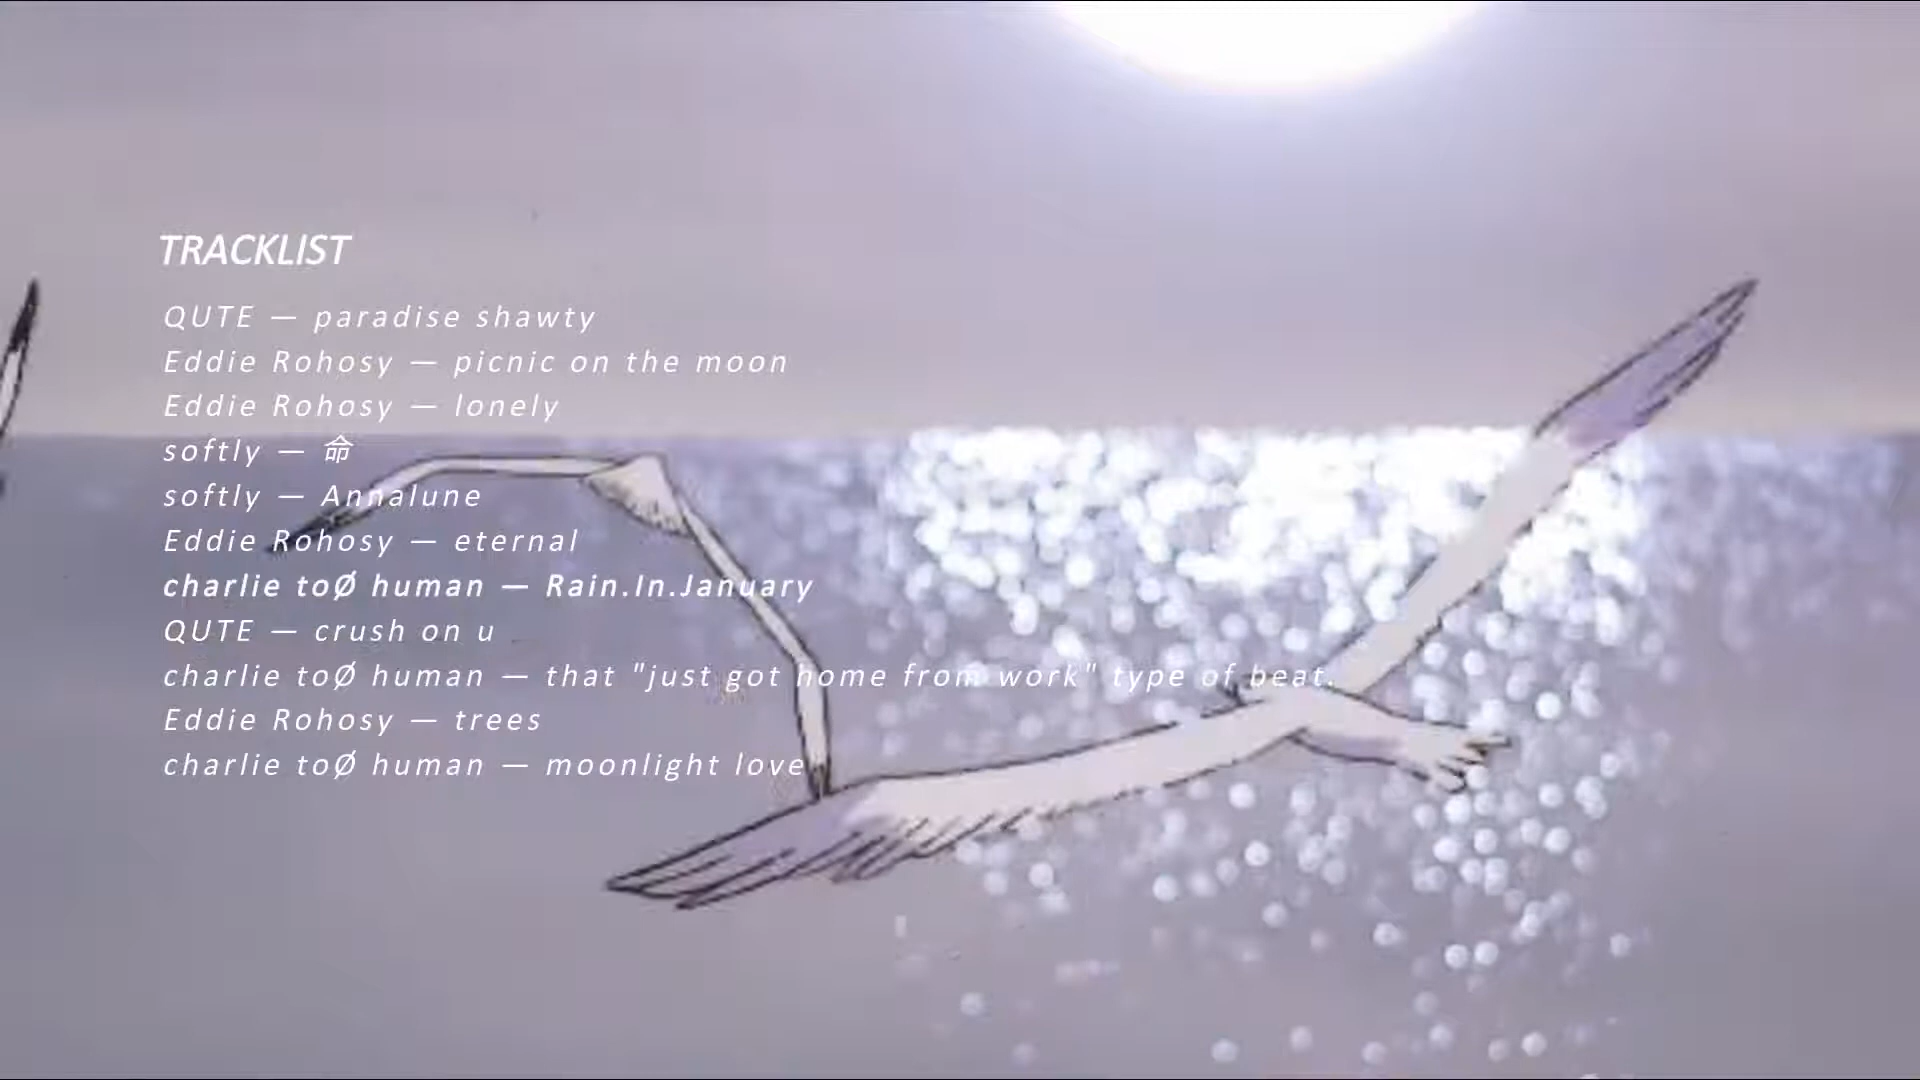 TRACKLIST
QUTE — paradise shawty
Eddie Rohosy — picnic on the moon
Eddie Rohosy — lonely
softly — 命
softly — Annalune
Eddie Rohosy — eternal
charlie toØ human — Rain.In.January
QUTE — crush on u
charlie toØ human — that "just got home from work" type of beat.
Eddie Rohosy — trees
charlie toØ human — moonlight love